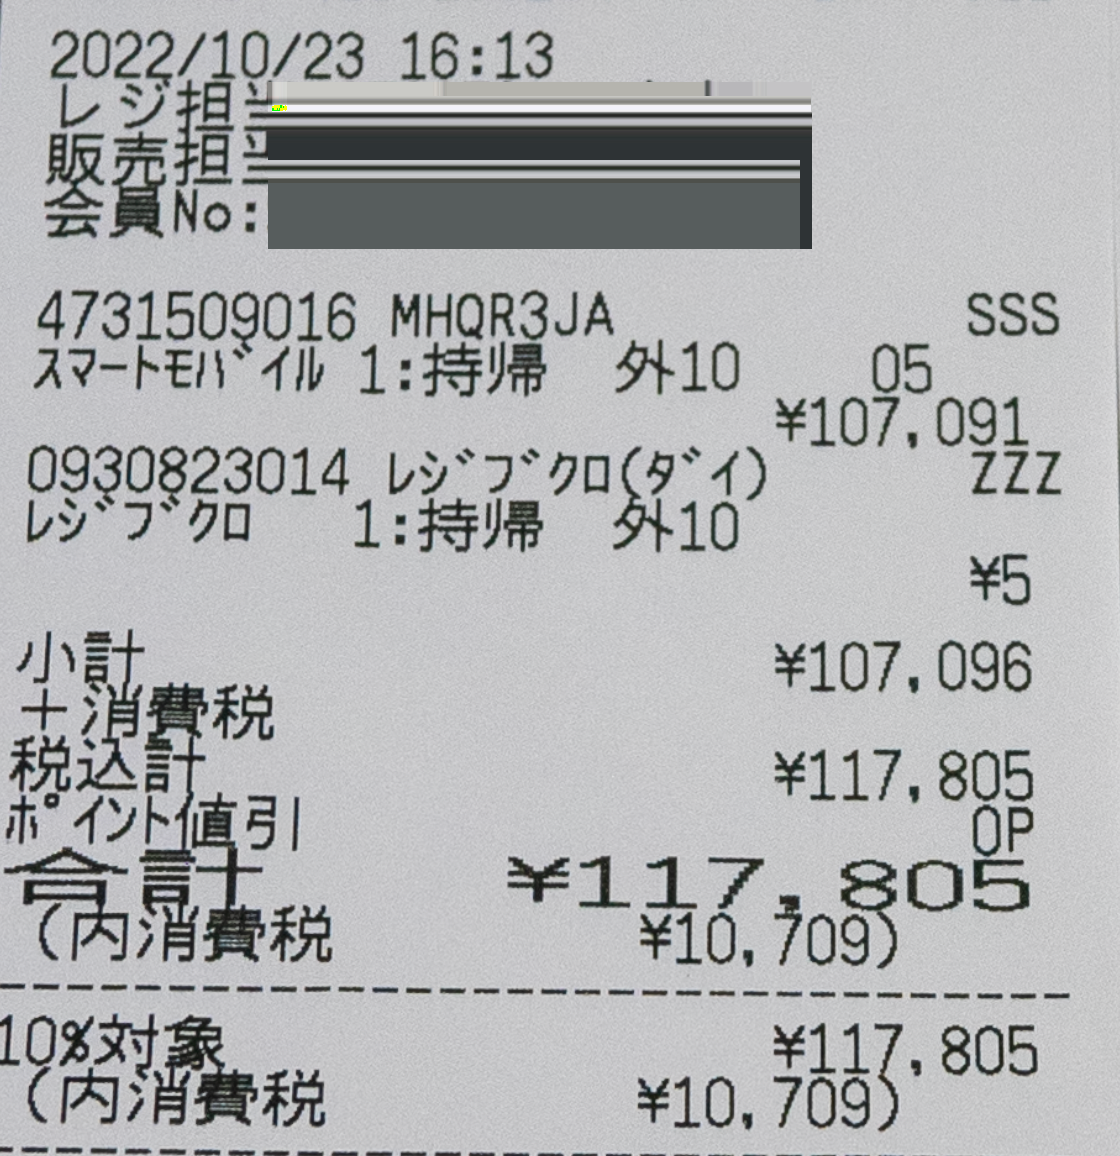 2022/10/23 16:13
レジ担当
販売担当
会員No:
4731509016 MHQR3JA SSS
ｽﾏｰﾄﾓﾊﾞｲﾙ 1:持帰 外10 05
¥107,091
0930823014 ﾚｼﾞﾌﾞｸﾛ(ﾀﾞｲ) ZZZ
ﾚｼﾞﾌﾞｸﾛ 1:持帰 外10
¥5
小計 ¥107,096
+消費税
税込計 ¥117,805
ﾎﾟｲﾝﾄ値引 0P
合計 ¥117,805
(内消費税 ¥10,709)
10%対象 ¥117,805
(内消費税 ¥10,709)